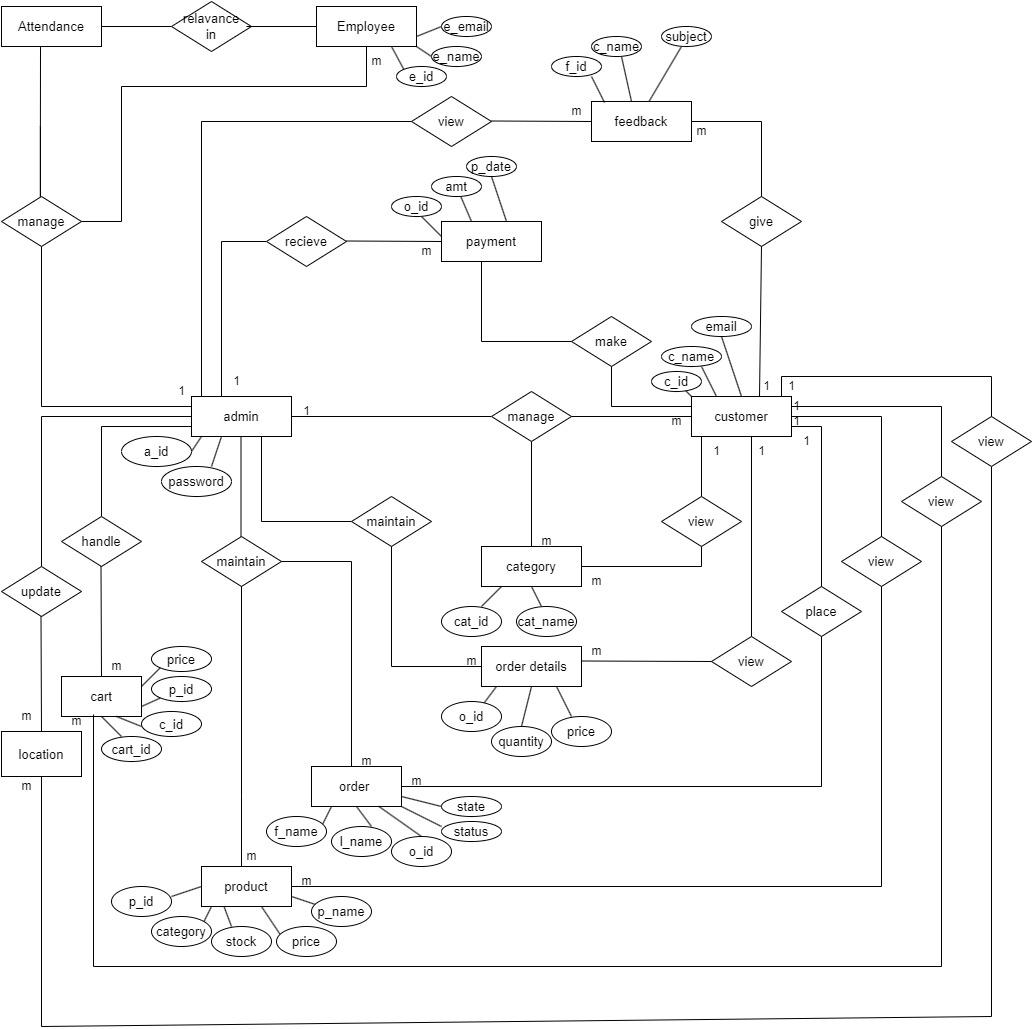 Attendance
relavance
in
Employee
e_email
e_name
e_id
m
c_name
subject
f_id
m
view
feedback
m
p_date
amt
o_id
manage
recieve
m
payment
give
email
make
c_name
c_id
1
1
1
1
admin
1
manage
m
customer
1
1
1
1
1
view
a_id
password
view
maintain
view
handle
maintain
m
category
m
view
update
cat_id
cat_name
place
m
order details
m
view
m
price
p_id
cart
c_id
cart_id
m
m
location
m
o_id
quantity
price
m
order
m
state
status
f_name
l_name
o_id
m
product
m
p_id
category
stock
price
p_name